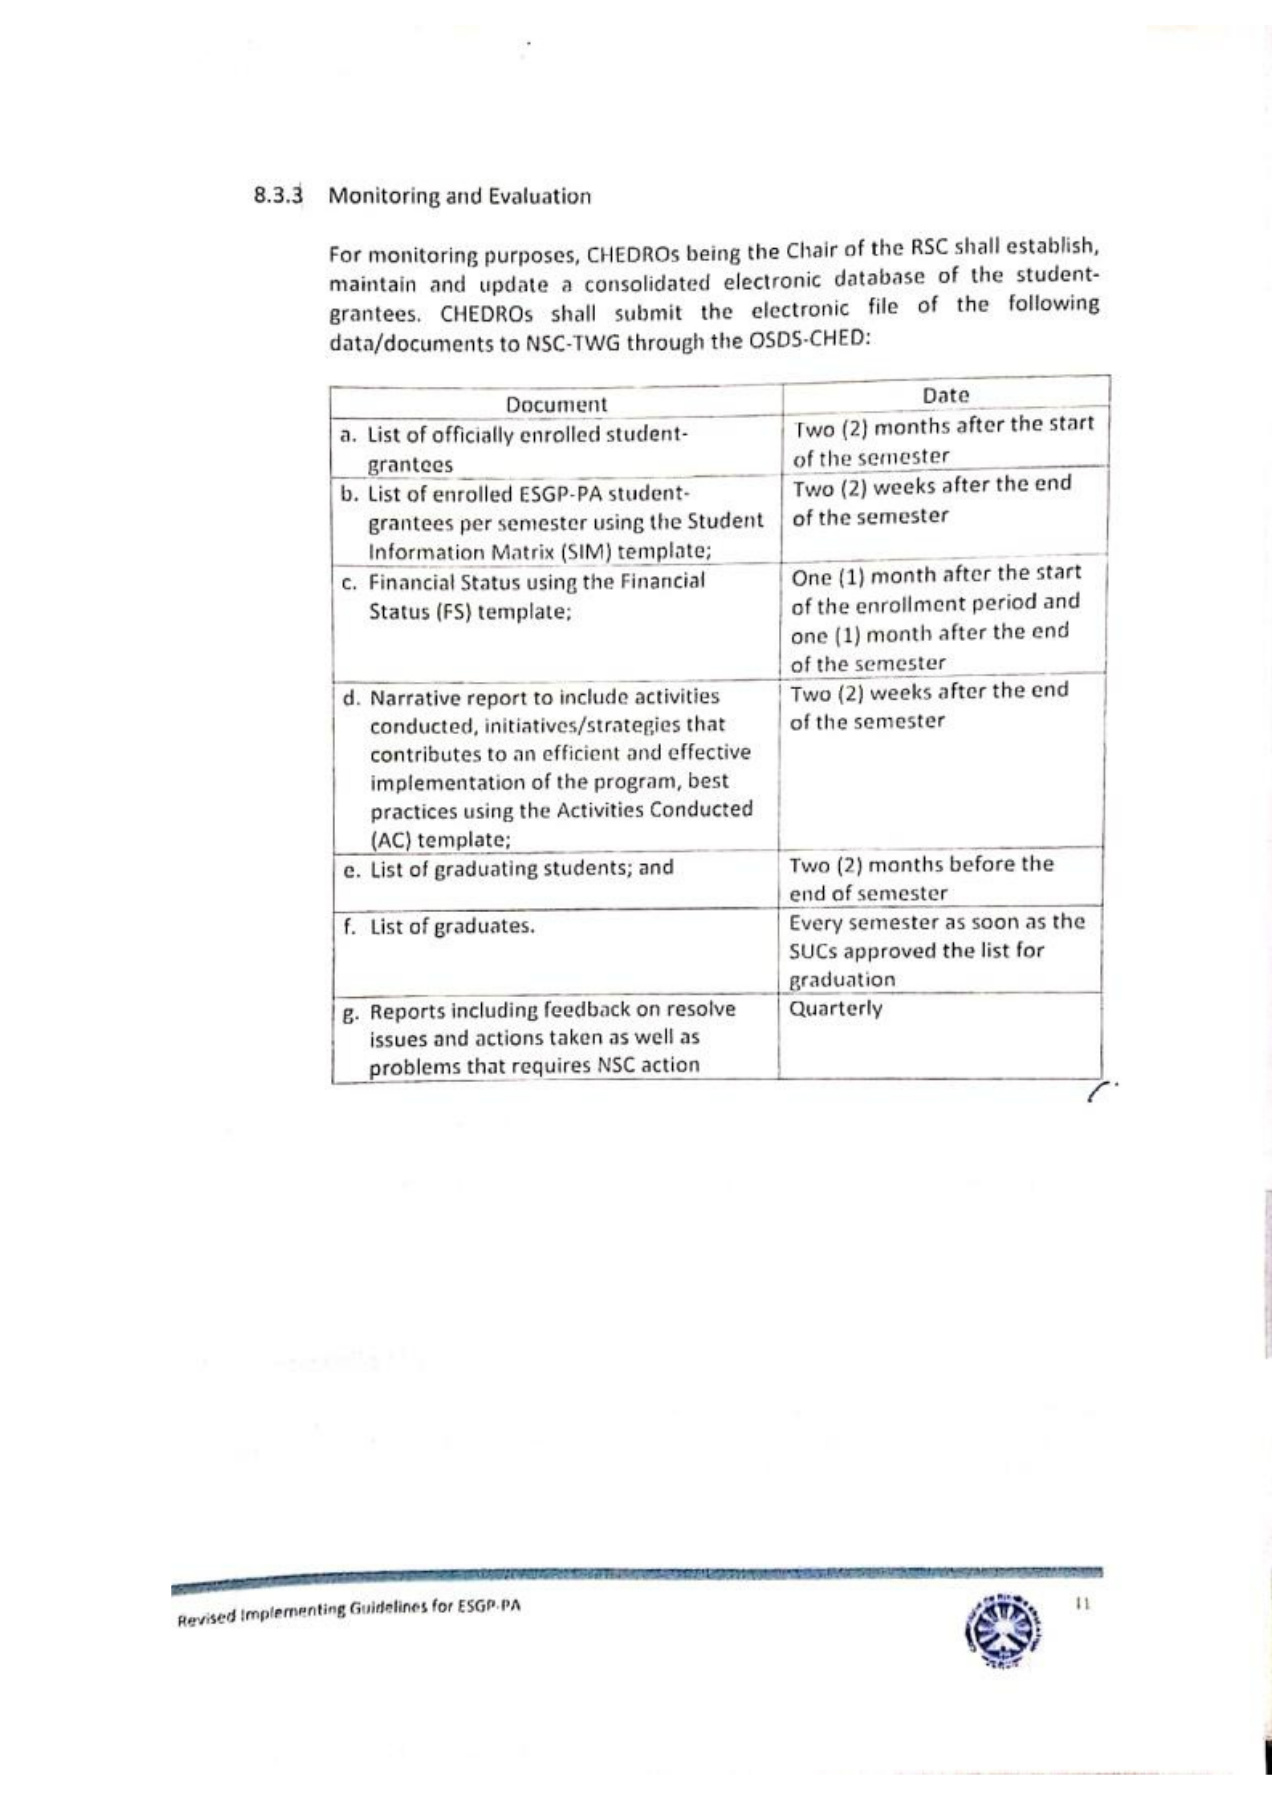 8.3.3 Monitoring and Evaluation
For monitoring purposes, CHEDROs being the Chair of the RSC shall establish,
maintain and update a consolidated electronic database of the student-
grantees. CHEDROs shall submit the electronic file of the following
data/documents to NSC-TWG through the OSDS-CHED:
Document
Date
a. List of officially enrolled student-
grantees
Two (2) months after the start
of the semester
b. List of enrolled ESGP-PA student-
grantees per semester using the Student
Information Matrix (SIM) template;
Two (2) weeks after the end
of the semester
c. Financial Status using the Financial
Status (FS) template;
One (1) month after the start
of the enrollment period and
one (1) month after the end
of the semester
d. Narrative report to include activities
conducted, initiatives/strategies that
contributes to an efficient and effective
implementation of the program, best
practices using the Activities Conducted
(AC) template;
Two (2) weeks after the end
of the semester
e. List of graduating students; and
Two (2) months before the
end of semester
f. List of graduates.
Every semester as soon as the
SUCs approved the list for
graduation
g. Reports including feedback on resolve
issues and actions taken as well as
problems that requires NSC action
Quarterly
Revised Implementing Guidelines for ESGP-PA
11